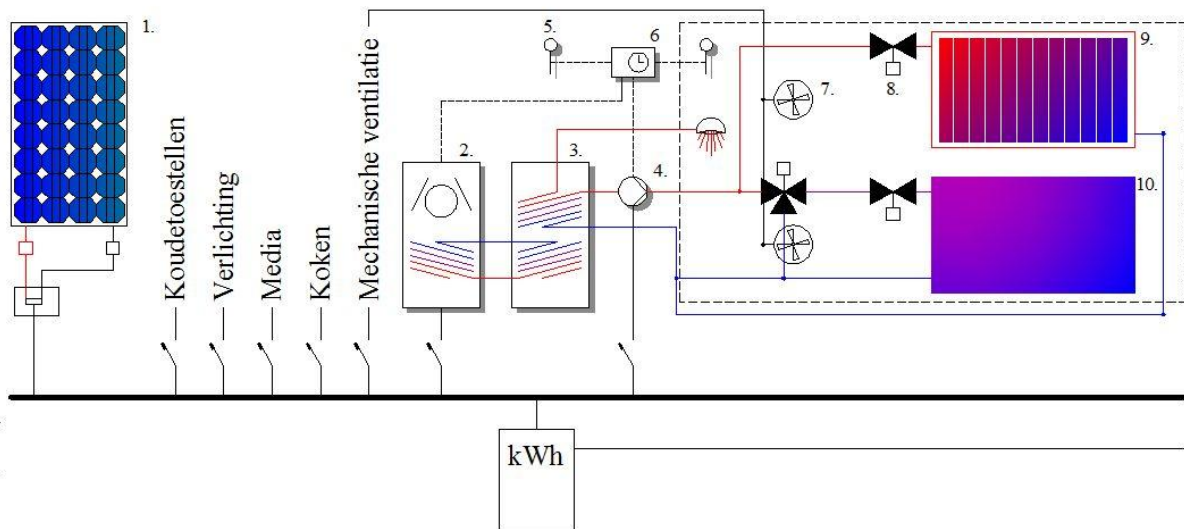 1.
5.
6
8.
9.
7.
2.
3.
4.
10.
Koudetoestellen
Verlichting
Media
Koken
Mechanische ventilatie
kWh